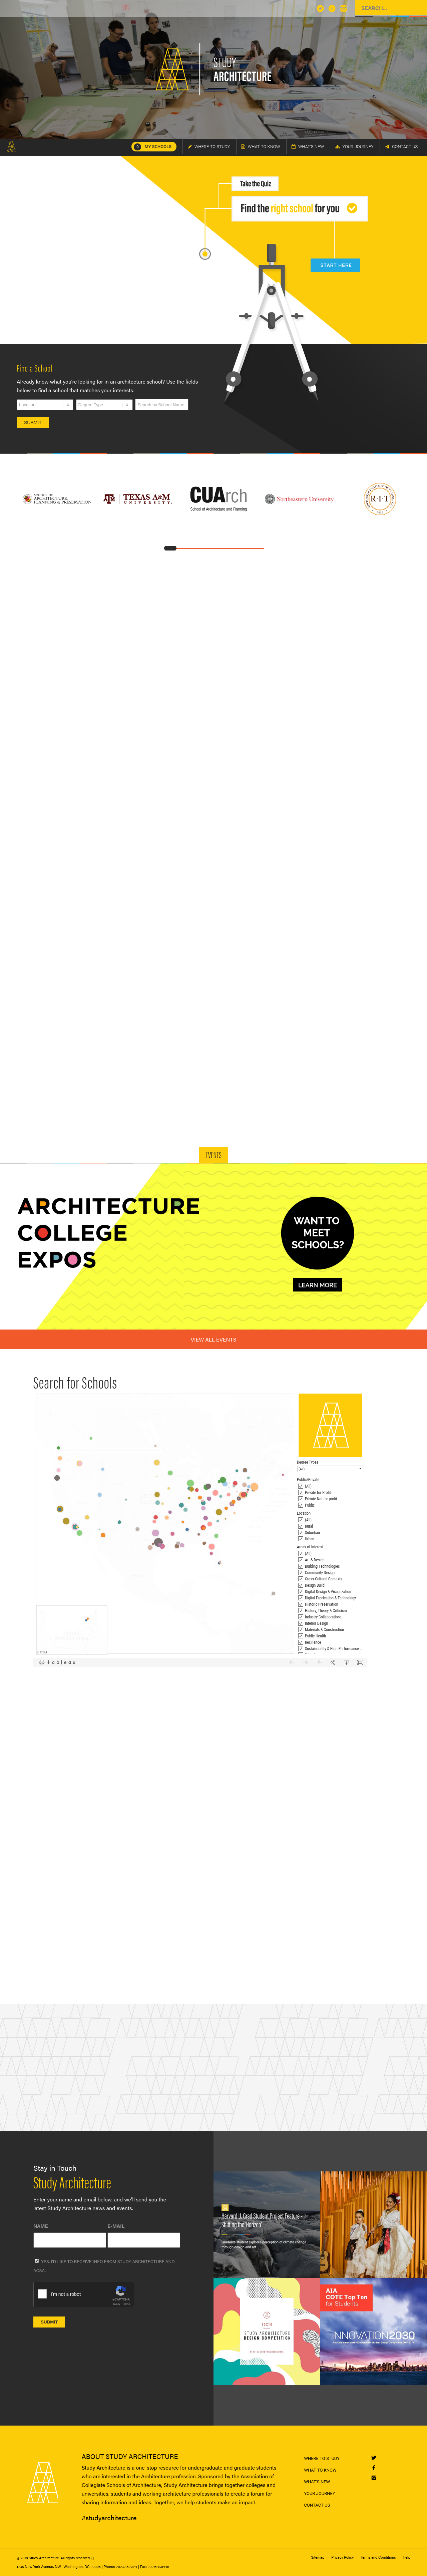 SEARCH...
STUDY
ARCHITECTURE
MY SCHOOLS
WHERE TO STUDY
WHAT TO KNOW
WHAT'S NEW
YOUR JOURNEY
CONTACT US
Take the Quiz
Find the right school for you
START HERE
Find a School
Already know what you're looking for in an architecture school? Use the fields
below to find a school that matches your interests.
Location
Degree Type
Search by School Name
SUBMIT
SCHOOL OF
ARCHITECTURE,
PLANNING & PRESERVATION
TEXAS A&M
UNIVERSITY
CUArch
School of Architecture and Planning
Northeastern University
R·I·T
EVENTS
ARCHITECTURE
COLLEGE
EXPOS
WANT TO
MEET
SCHOOLS?
LEARN MORE
VIEW ALL EVENTS
Search for Schools
Degree Types
(All)
Public/Private
(All)
Private for Profit
Private Not for profit
Public
Location
(All)
Rural
Suburban
Urban
Areas of Interest
(All)
Art & Design
Building Technologies
Community Design
Cross-Cultural Contexts
Design Build
Digital Design & Visualization
Digital Fabrication & Technology
Historic Preservation
History, Theory & Criticism
Industry Collaborations
Interior Design
Materials & Construction
Public Health
Resilience
Sustainability & High Performance ...
+ableau
Stay in Touch
Study Architecture
Enter your name and email below, and we'll send you the
latest Study Architecture news and events.
NAME
E-MAIL
YES, I'D LIKE TO RECEIVE INFO FROM STUDY ARCHITECTURE AND
ACSA.
I'm not a robot
reCAPTCHA
Privacy - Terms
SUBMIT
Harvard U. Grad Student Project Feature -
Shifting the Horizon
Graduate student explores perception of climate change
through design and art
STUDY ARCHITECTURE
DESIGN COMPETITION
AIA
COTE Top Ten
for Students
INNOVATION 2030
ABOUT STUDY ARCHITECTURE
Study Architecture is a one-stop resource for undergraduate and graduate students
who are interested in the Architecture profession. Sponsored by the Association of
Collegiate Schools of Architecture, Study Architecture brings together colleges and
universities, students and working architecture professionals to create a forum for
sharing information and ideas. Together, we help students make an impact.
#studyarchitecture
WHERE TO STUDY
WHAT TO KNOW
WHAT'S NEW
YOUR JOURNEY
CONTACT US
© 2019 Study Architecture. All rights reserved. |
1735 New York Avenue, NW · Washington, DC 20006 | Phone: 202.785.2324 | Fax: 202.628.0448
Sitemap
Privacy Policy
Terms and Conditions
Help